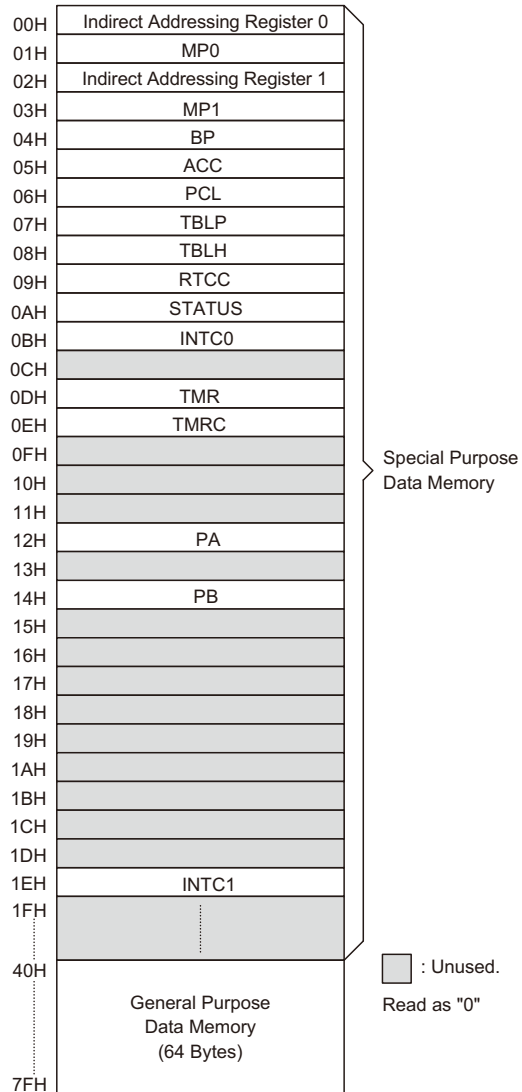 00H Indirect Addressing Register 0
01H MP0
02H Indirect Addressing Register 1
03H MP1
04H BP
05H ACC
06H PCL
07H TBLP
08H TBLH
09H RTCC
0AH STATUS
0BH INTC0
0CH
0DH TMR
0EH TMRC
0FH
10H
11H
12H PA
13H
14H PB
15H
16H
17H
18H
19H
1AH
1BH
1CH
1DH
1EH INTC1
1FH
40H
7FH
General Purpose
Data Memory
(64 Bytes)
Special Purpose
Data Memory
: Unused.
Read as "0"